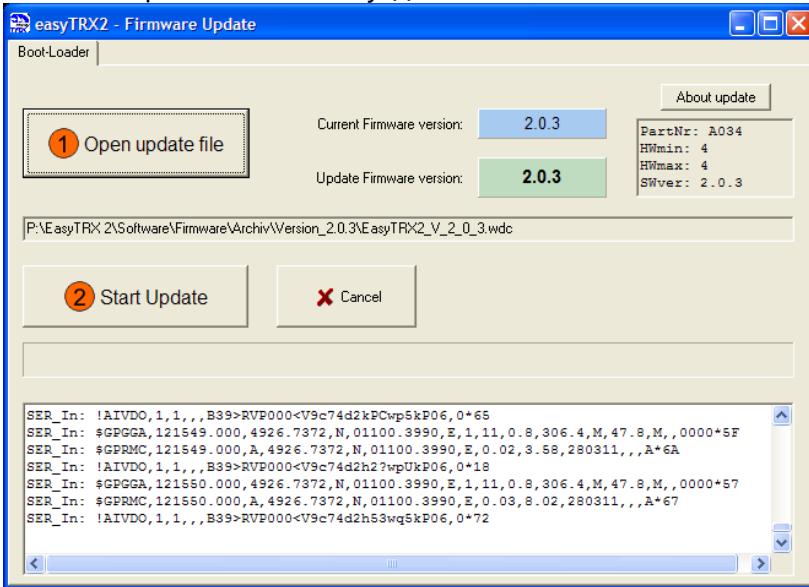 easyTRX2 - Firmware Update
Boot-Loader
About update
1 Open update file
Current Firmware version: 2.0.3
Update Firmware version: 2.0.3
PartNr: A034
HWmin: 4
HWmax: 4
SWver: 2.0.3
P:\EasyTRX 2\Software\Firmware\Archiv\Version_2.0.3\EasyTRX2_V_2_0_3.wdc
2 Start Update
Cancel
SER_In: !AIVDO,1,1,,,B39>RVP000<V9c74d2kPCwp5kP06,0*65
SER_In: $GPGGA,121549.000,4926.7372,N,01100.3990,E,1,11,0.8,306.4,M,47.8,M,,0000*5F
SER_In: $GPRMC,121549.000,A,4926.7372,N,01100.3990,E,0.02,3.58,280311,,,A*6A
SER_In: !AIVDO,1,1,,,B39>RVP000<V9c74d2h2?wpUkP06,0*18
SER_In: $GPGGA,121550.000,4926.7372,N,01100.3990,E,1,11,0.8,306.4,M,47.8,M,,0000*57
SER_In: $GPRMC,121550.000,A,4926.7372,N,01100.3990,E,0.03,8.02,280311,,,A*67
SER_In: !AIVDO,1,1,,,B39>RVP000<V9c74d2h53wq5kP06,0*72